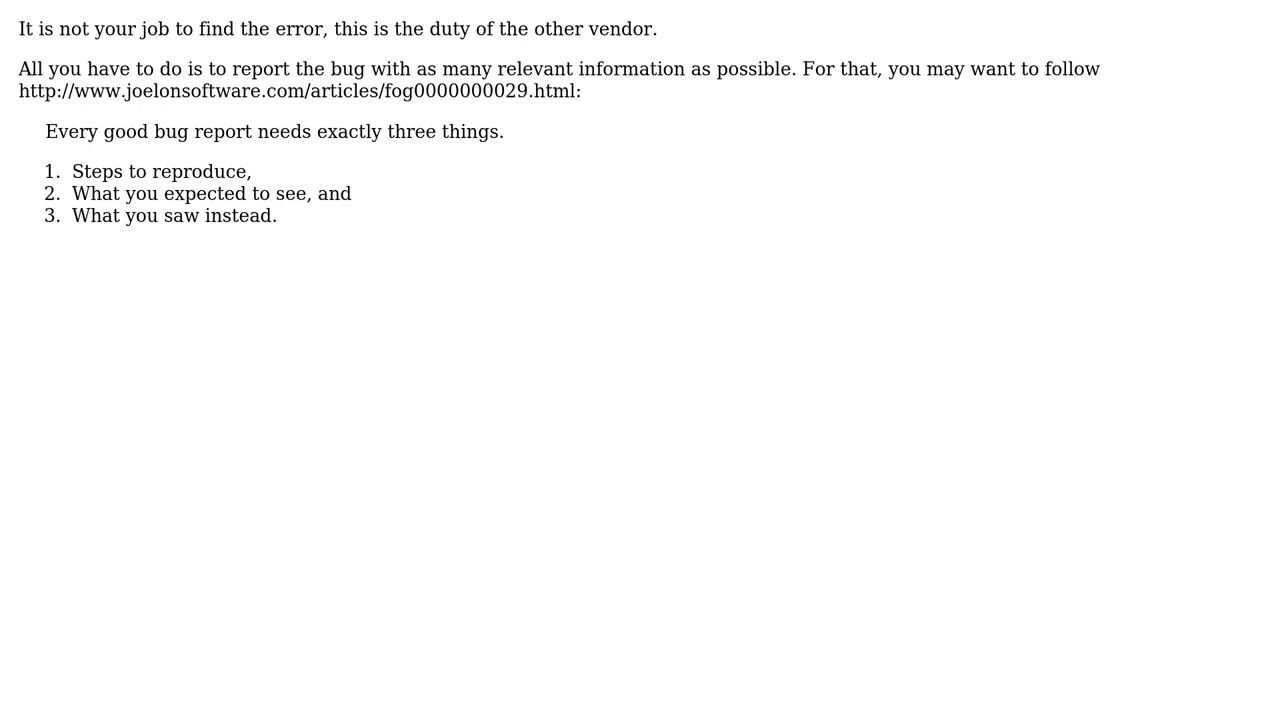 It is not your job to find the error, this is the duty of the other vendor.
All you have to do is to report the bug with as many relevant information as possible. For that, you may want to follow
http://www.joelonsoftware.com/articles/fog0000000029.html:
Every good bug report needs exactly three things.
1. Steps to reproduce,
2. What you expected to see, and
3. What you saw instead.